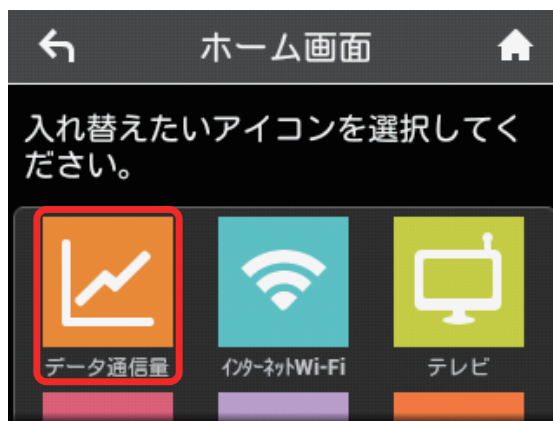 ホーム画面
入れ替えたいアイコンを選択してく
ださい。
データ通信量
インターネットWi-Fi
テレビ